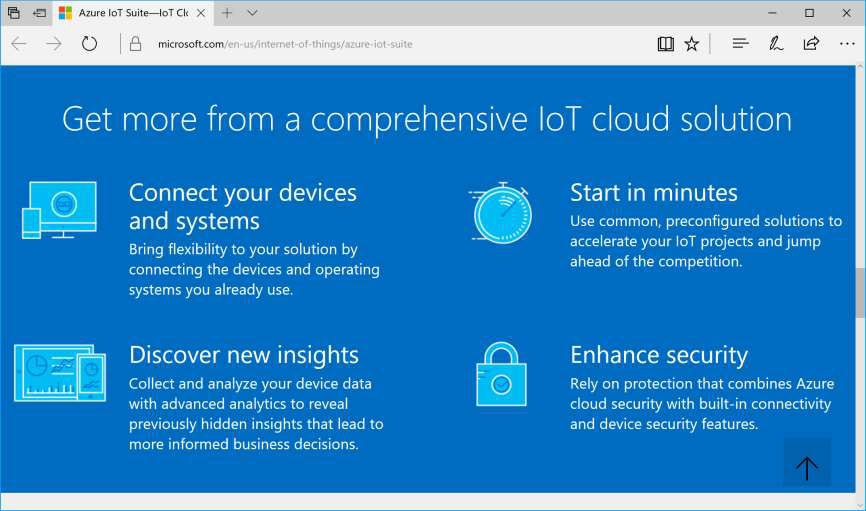 Azure IoT Suite—IoT Cl
microsoft.com/en-us/internet-of-things/azure-iot-suite
Get more from a comprehensive IoT cloud solution
Connect your devices
and systems
Bring flexibility to your solution by
connecting the devices and operating
systems you already use.
Start in minutes
Use common, preconfigured solutions to
accelerate your IoT projects and jump
ahead of the competition.
Discover new insights
Collect and analyze your device data
with advanced analytics to reveal
previously hidden insights that lead to
more informed business decisions.
Enhance security
Rely on protection that combines Azure
cloud security with built-in connectivity
and device security features.